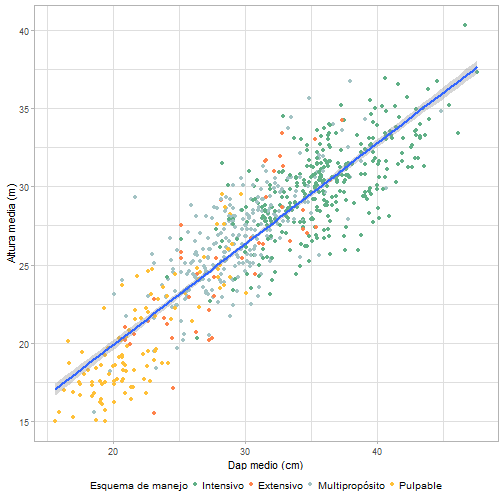 40
35
30
25
20
15
Altura media (m)
20 30 40
Dap medio (cm)
Esquema de manejo Intensivo Extensivo Multipropósito Pulpable